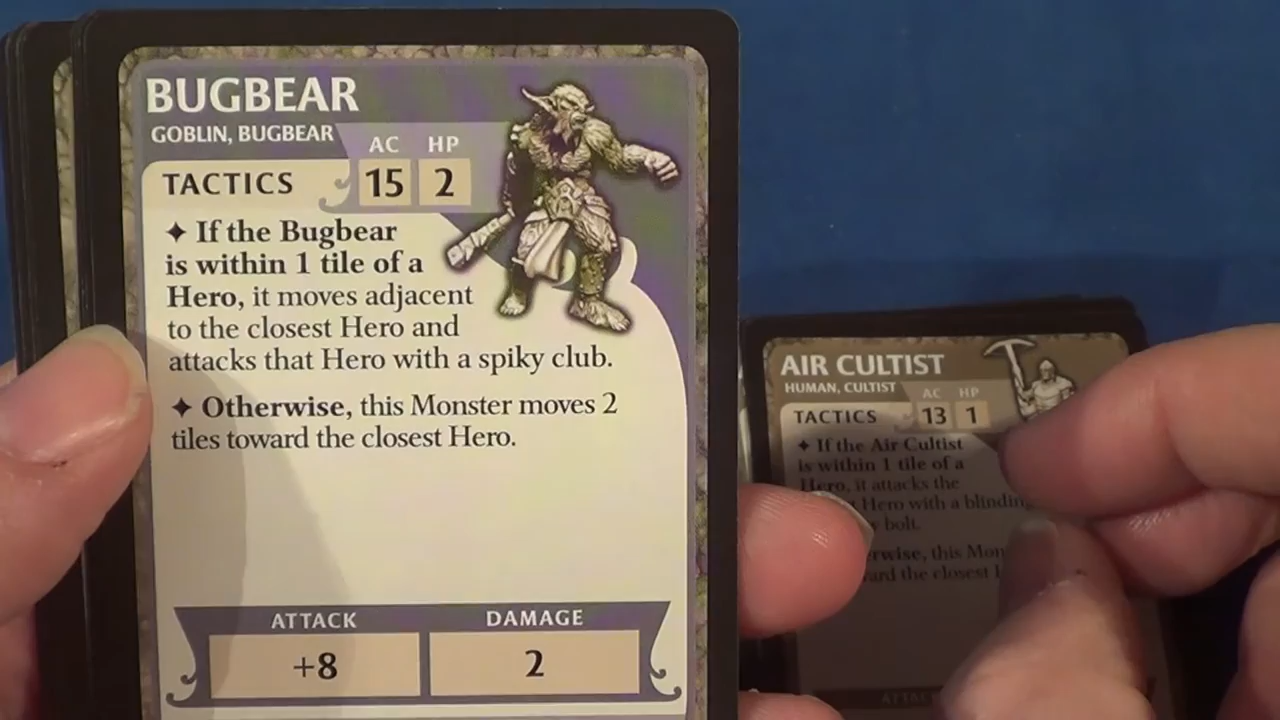 BUGBEAR
GOBLIN, BUGBEAR
AC HP
TACTICS 15 2
✦ If the Bugbear
is within 1 tile of a
Hero, it moves adjacent
to the closest Hero and
attacks that Hero with a spiky club.
✦ Otherwise, this Monster moves 2
tiles toward the closest Hero.
ATTACK DAMAGE
+8 2
AIR CULTIST
HUMAN, CULTIST
AC HP
TACTICS 13 1
✦ If the Air Cultist
is within 1 tile of a
Hero, it attacks the
Hero with a blinding
bolt.
this
the closest